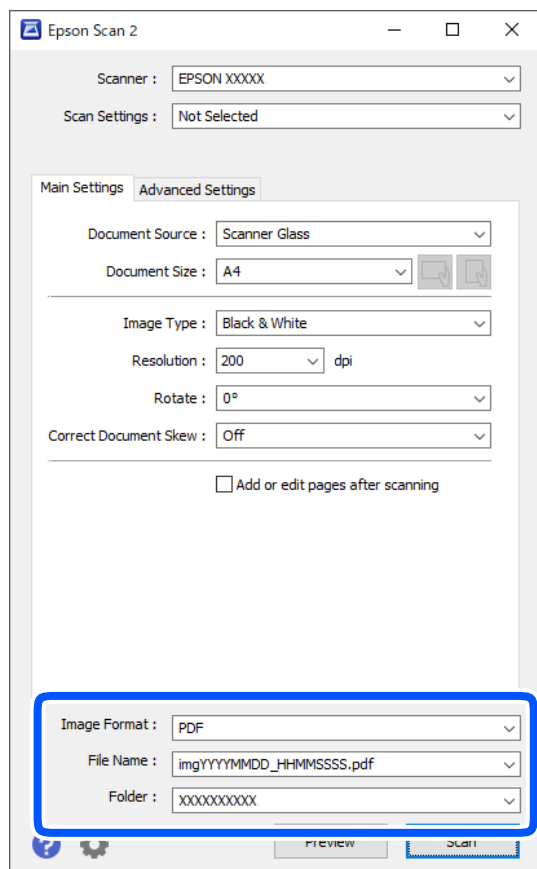 Epson Scan 2
Scanner : EPSON XXXXX
Scan Settings : Not Selected
Main Settings Advanced Settings
Document Source : Scanner Glass
Document Size : A4
Image Type : Black & White
Resolution : 200 dpi
Rotate : 0°
Correct Document Skew : Off
Add or edit pages after scanning
Image Format : PDF
File Name : imgYYYYMMDD_HHMMSSSS.pdf
Folder : XXXXXXXXXX
? Preview Scan